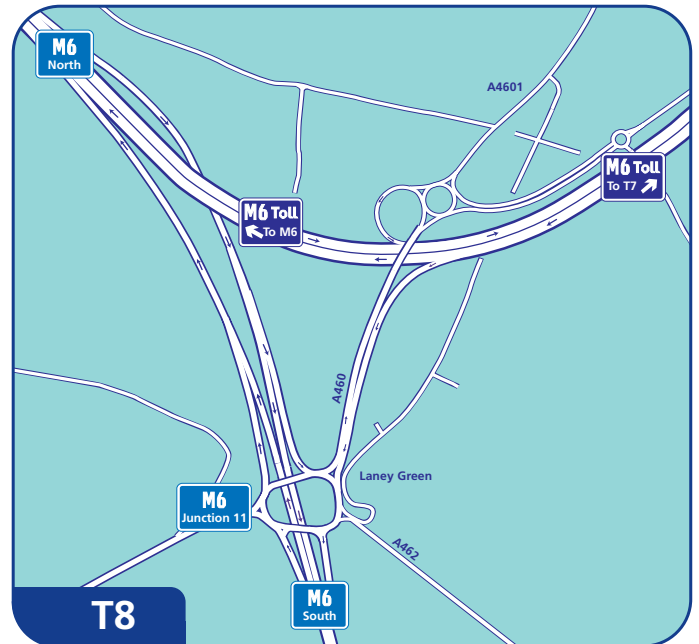 M6
North
A4601
M6 Toll
To T7
M6 Toll
To M6
A460
Laney Green
M6
Junction 11
A462
M6
South
T8